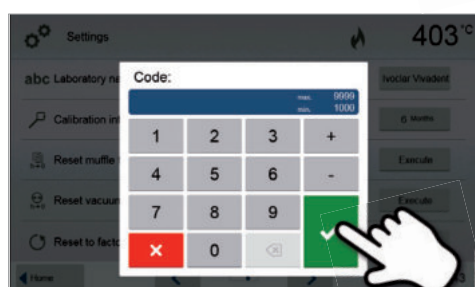 Settings
403 °C
abc Laboratory na
Ivoclar Vivadent
Code:
max. 9999
min. 1000
Calibration int
6 Months
1 2 3 +
Reset muffle
Execute
4 5 6 -
Reset vacuum
Execute
7 8 9
Reset to facto
0
Home